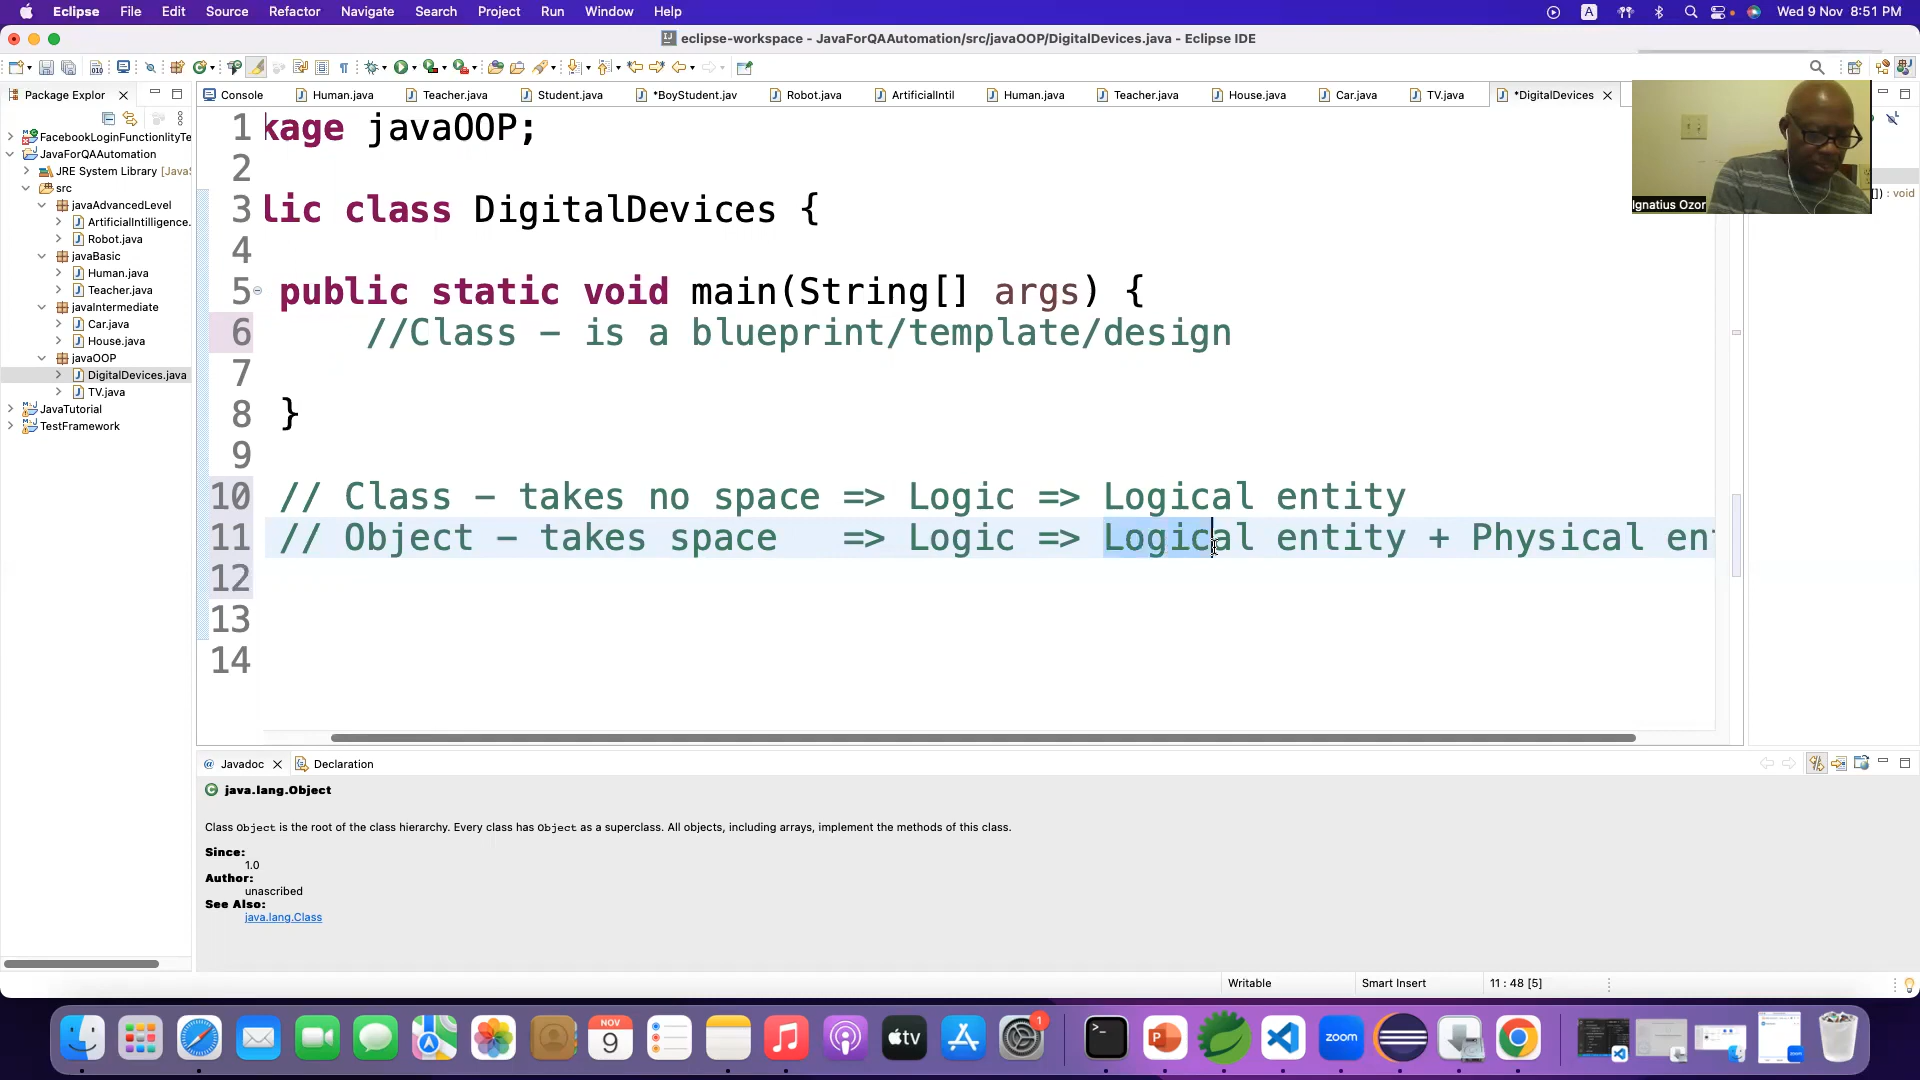 Eclipse File Edit Source Refactor Navigate Search Project Run Window Help A Wed 9 Nov 8:51 PM
eclipse-workspace - JavaForQAAutomation/src/javaOOP/DigitalDevices.java - Eclipse IDE
Package Explor
Console Human.java Teacher.java Student.java *BoyStudent.jav Robot.java ArtificialIntil Human.java Teacher.java House.java Car.java TV.java *DigitalDevices
FacebookLoginFunctionlityTe
JavaForQAAutomation
JRE System Library [JavaS
src
javaAdvancedLevel
ArtificialIntilligence.
Robot.java
javaBasic
Human.java
Teacher.java
javaIntermediate
Car.java
House.java
javaOOP
DigitalDevices.java
TV.java
JavaTutorial
TestFramework
1 kage javaOOP;
2
3 lic class DigitalDevices {
4
5 public static void main(String[] args) {
6 //Class – is a blueprint/template/design
7
8 }
9
10 // Class – takes no space => Logic => Logical entity
11 // Object – takes space => Logic => Logical entity + Physical ent
12
13
14
Ignatius Ozor
]) : void
@ Javadoc Declaration
java.lang.Object
Class Object is the root of the class hierarchy. Every class has Object as a superclass. All objects, including arrays, implement the methods of this class.
Since:
1.0
Author:
unascribed
See Also:
java.lang.Class
Writable Smart Insert 11 : 48 [5]
NOV
9
tv
1
zoom